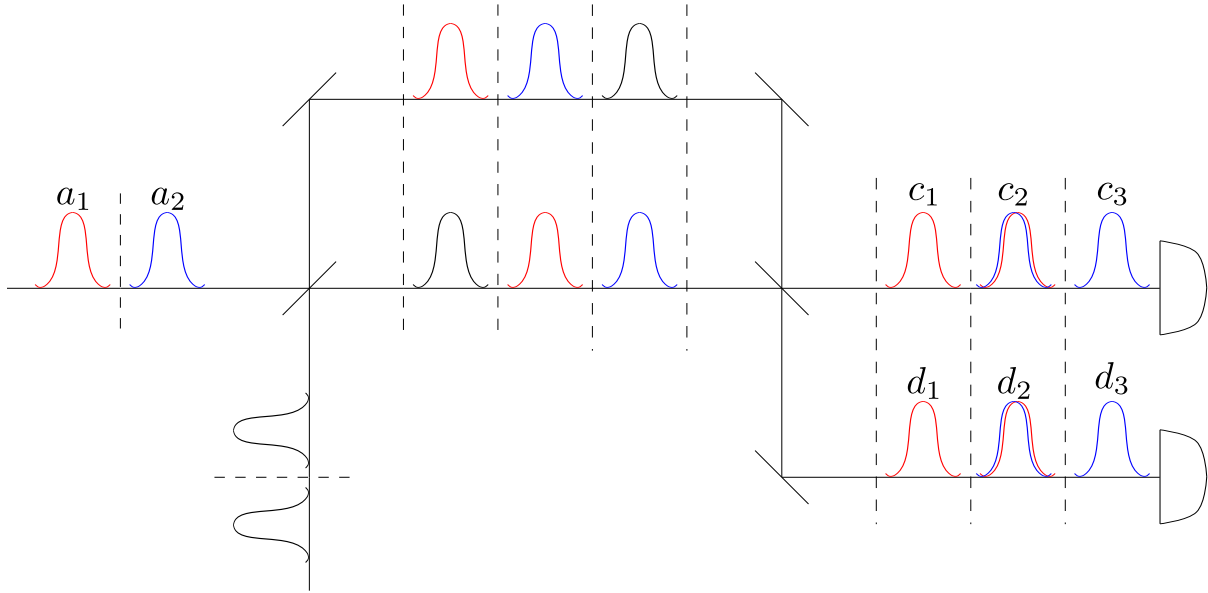 a₁ a₂
c₁ c₂ c₃
d₁ d₂ d₃